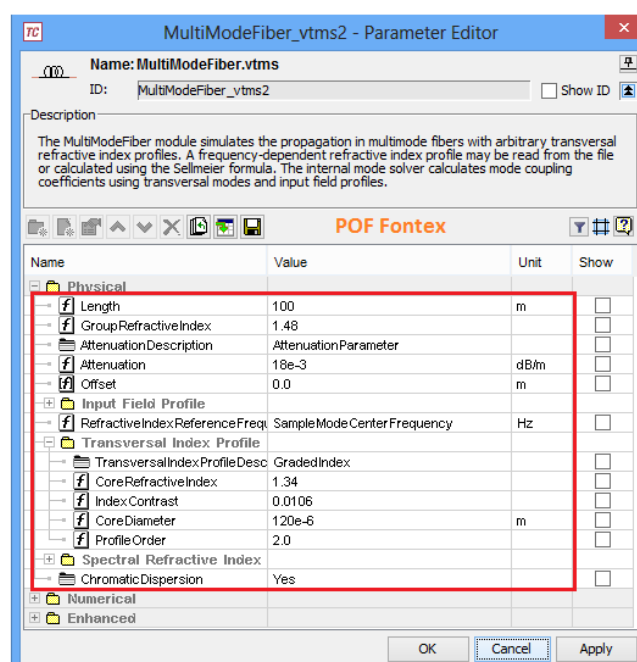 TC MultiModeFiber_vtms2 - Parameter Editor ×
Name: MultiModeFiber.vtms
ID: MultiModeFiber_vtms2 Show ID
Description
The MultiModeFiber module simulates the propagation in multimode fibers with arbitrary transversal
refractive index profiles. A frequency-dependent refractive index profile may be read from the file
or calculated using the Sellmeier formula. The internal mode solver calculates mode coupling
coefficients using transversal modes and input field profiles.
POF Fontex
Name Value Unit Show
Physical
f Length 100 m
f GroupRefractiveIndex 1.48
AttenuationDescription AttenuationParameter
f Attenuation 18e-3 dB/m
[f] Offset 0.0 m
Input Field Profile
f RefractiveIndexReferenceFrequ SampleModeCenterFrequency Hz
Transversal Index Profile
TransversalIndexProfileDesc GradedIndex
f CoreRefractiveIndex 1.34
f IndexContrast 0.0106
f CoreDiameter 120e-6 m
f ProfileOrder 2.0
Spectral Refractive Index
ChromaticDispersion Yes
Numerical
Enhanced
OK Cancel Apply